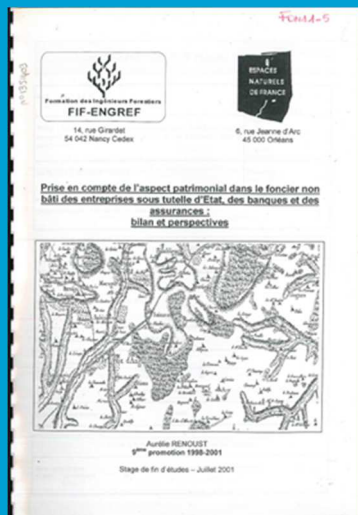 FON11-5
n°1351903
Formation des Ingénieurs Forestiers
FIF-ENGREF
14, rue Girardet
54 042 Nancy Cedex
ESPACES
NATURELS
DE FRANCE
6, rue Jeanne d'Arc
45 000 Orléans
Prise en compte de l'aspect patrimonial dans le foncier non
bâti des entreprises sous tutelle d'Etat, des banques et des
assurances :
bilan et perspectives
Aurélie RENOUST
9ème promotion 1998-2001
Stage de fin d'études – Juillet 2001